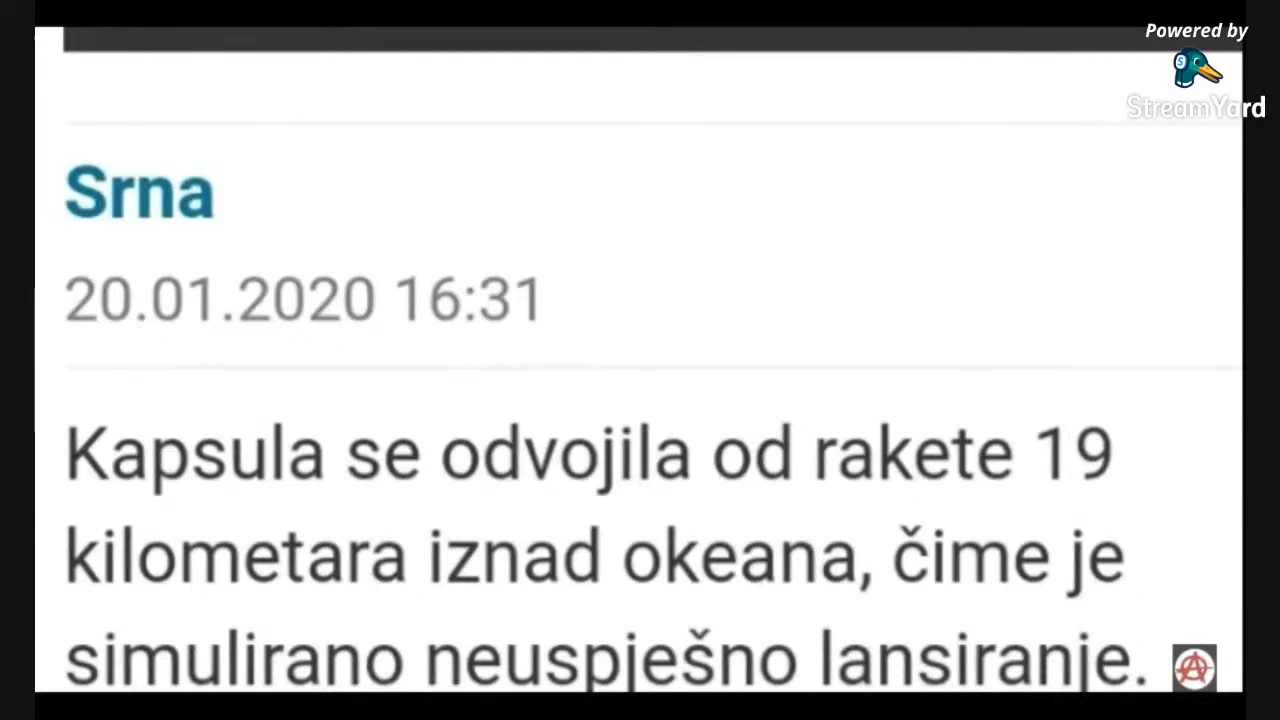 Powered by
StreamYard
Srna
20.01.2020 16:31
Kapsula se odvojila od rakete 19
kilometara iznad okeana, čime je
simulirano neuspješno lansiranje.